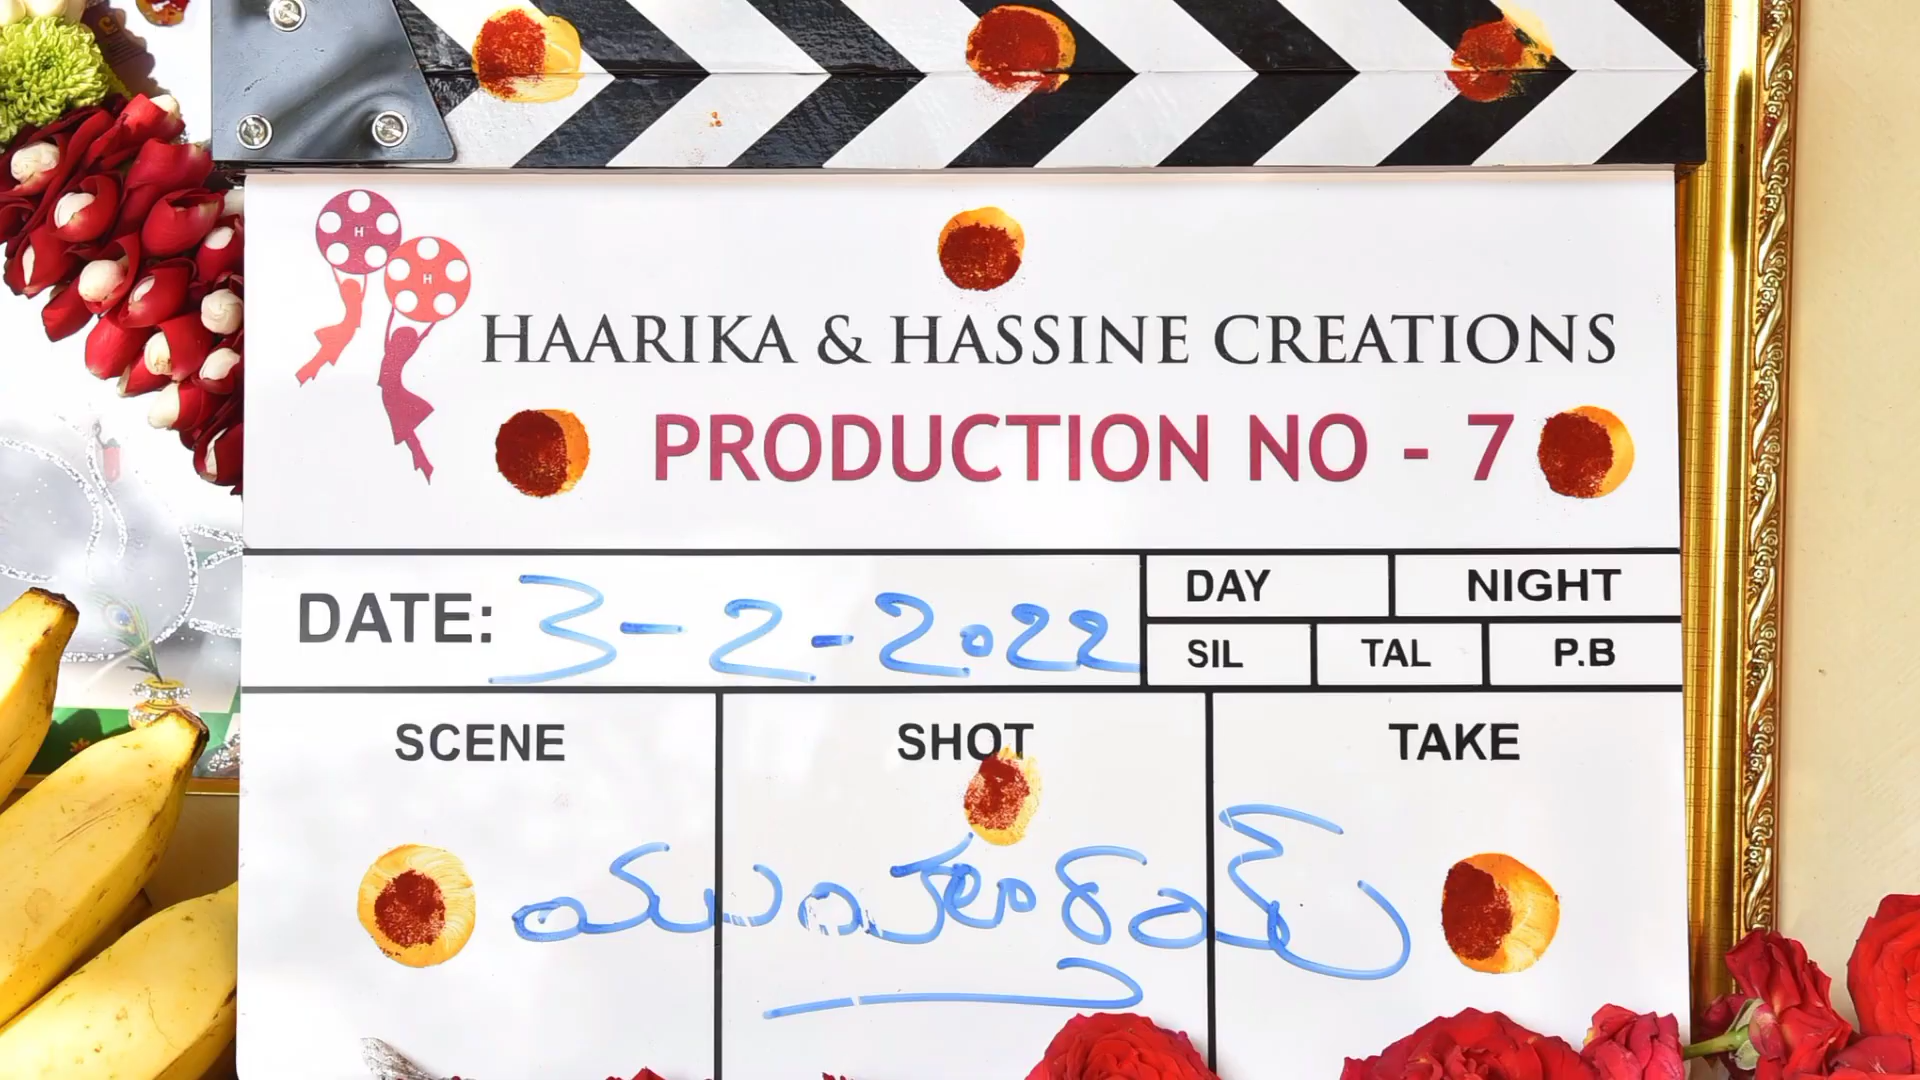 HAARIKA & HASSINE CREATIONS
PRODUCTION NO - 7
DATE: 3-2-2022
DAY NIGHT
SIL TAL P.B
SCENE SHOT TAKE
H
H